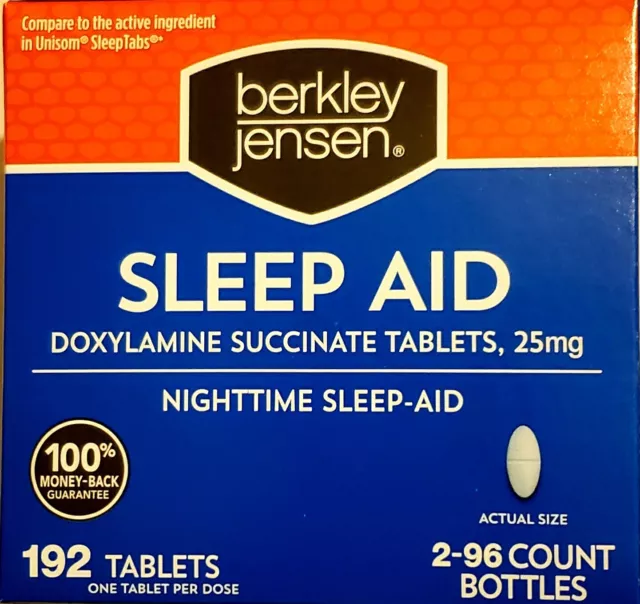 Compare to the active ingredient
in Unisom® SleepTabs®*
berkley
jensen®
SLEEP AID
DOXYLAMINE SUCCINATE TABLETS, 25mg
NIGHTTIME SLEEP-AID
100%
MONEY-BACK
GUARANTEE
ACTUAL SIZE
192 TABLETS
ONE TABLET PER DOSE
2-96 COUNT
BOTTLES